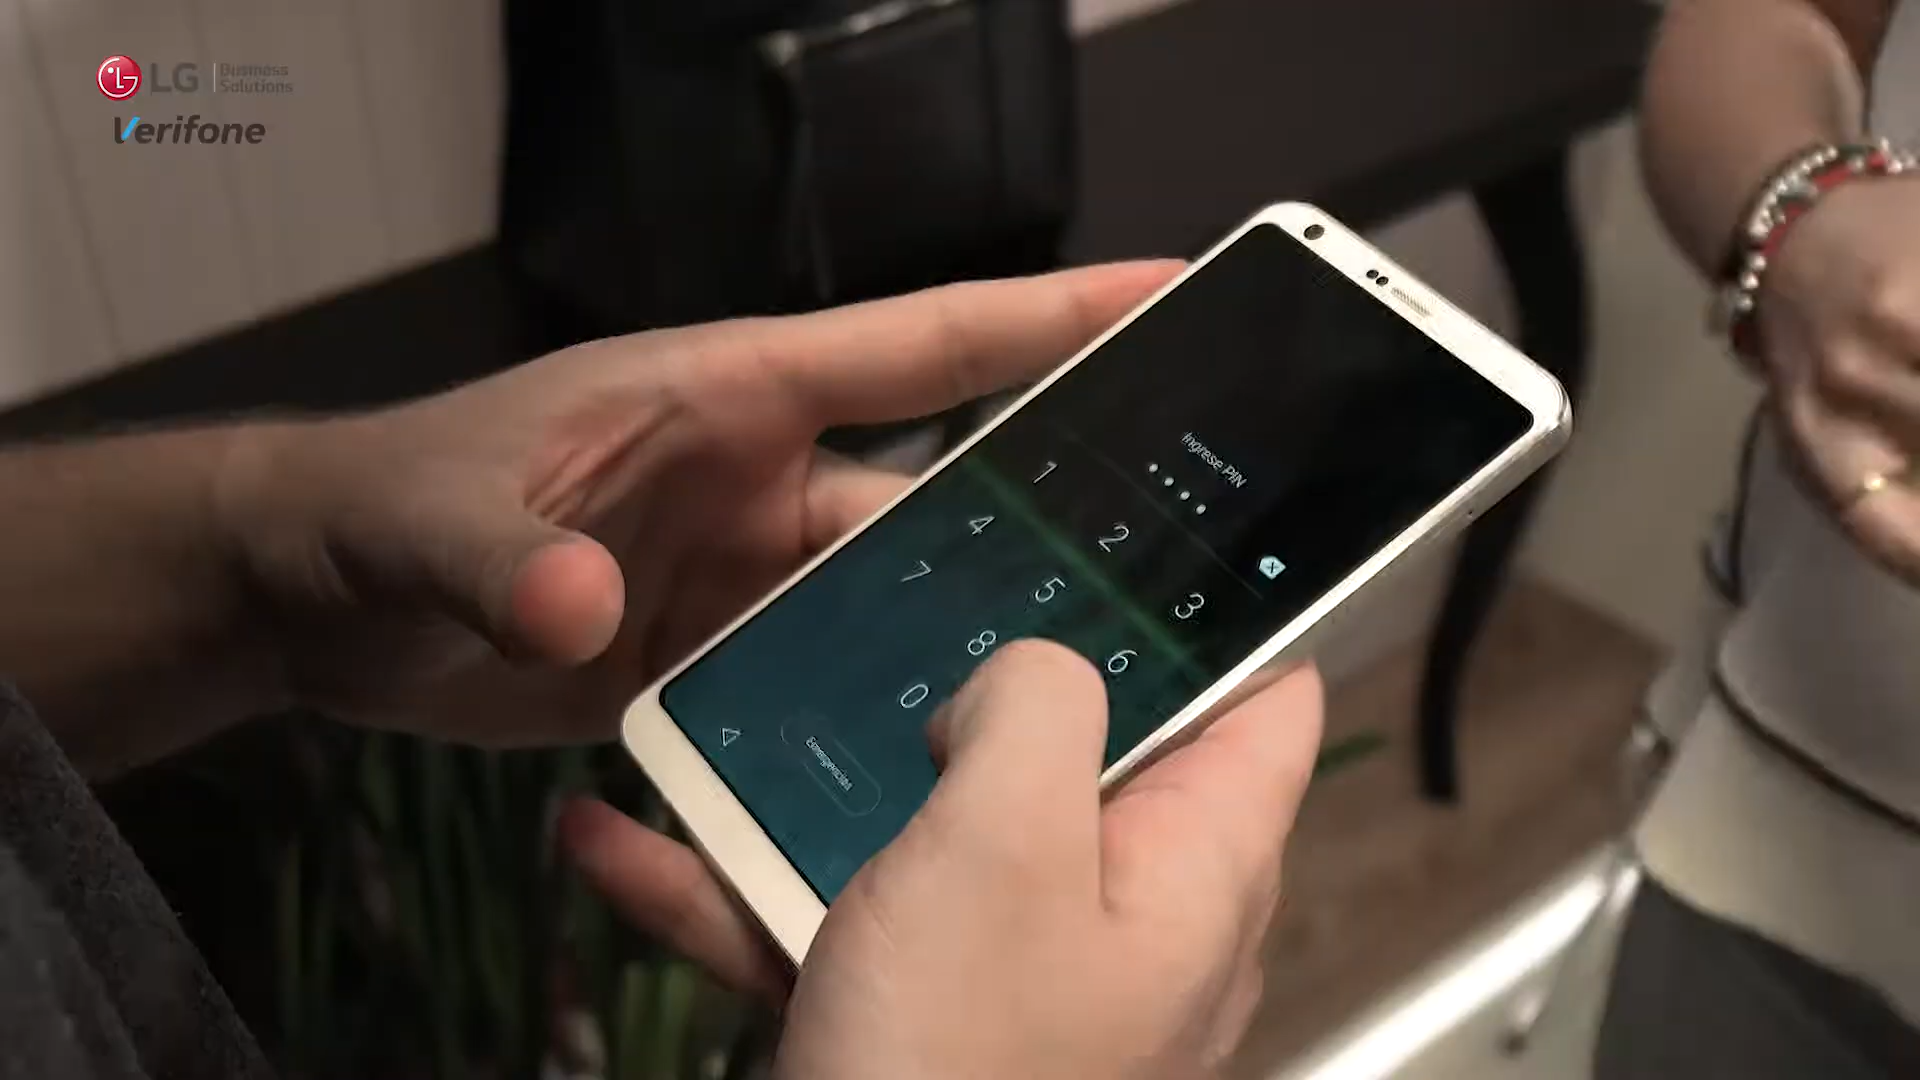 LG Business
Solutions
Verifone
Ingrese PIN
1
2
3
4
5
6
7
8
0
Emergencias